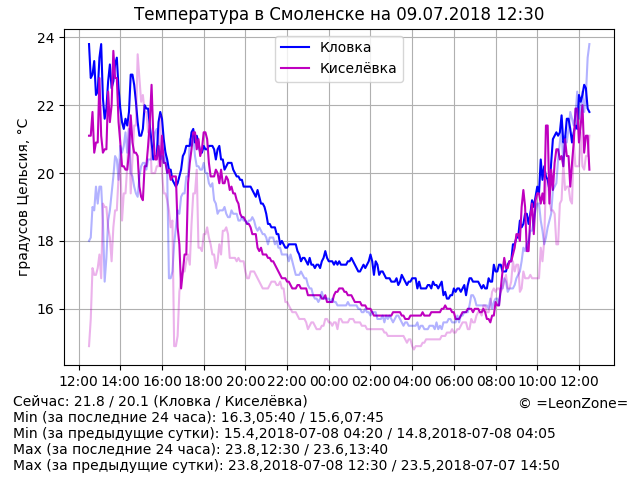 Температура в Смоленске на 09.07.2018 12:30
Кловка
Киселёвка
градусов Цельсия, °C
24
22
20
18
16
12:00 14:00 16:00 18:00 20:00 22:00 00:00 02:00 04:00 06:00 08:00 10:00 12:00
Сейчас: 21.8 / 20.1 (Кловка / Киселёвка)
© =LeonZone=
Min (за последние 24 часа): 16.3,05:40 / 15.6,07:45
Min (за предыдущие сутки): 15.4,2018-07-08 04:20 / 14.8,2018-07-08 04:05
Max (за последние 24 часа): 23.8,12:30 / 23.6,13:40
Max (за предыдущие сутки): 23.8,2018-07-08 12:30 / 23.5,2018-07-07 14:50